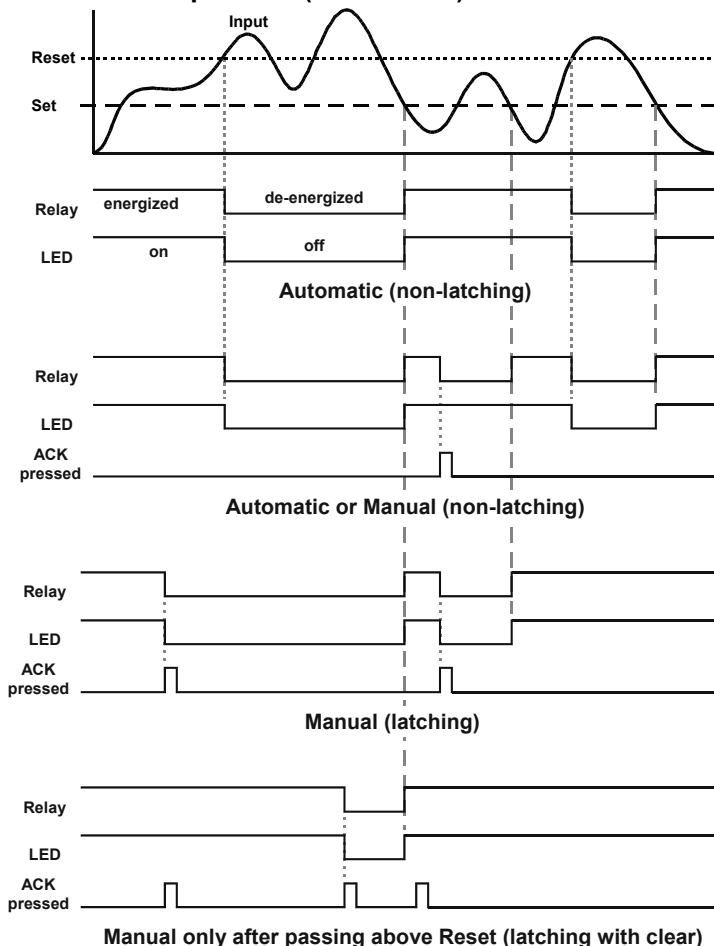 Input
Reset
Set
Relay energized de-energized
LED on off
Automatic (non-latching)
Relay
LED
ACK
pressed
Automatic or Manual (non-latching)
Relay
LED
ACK
pressed
Manual (latching)
Relay
LED
ACK
pressed
Manual only after passing above Reset (latching with clear)